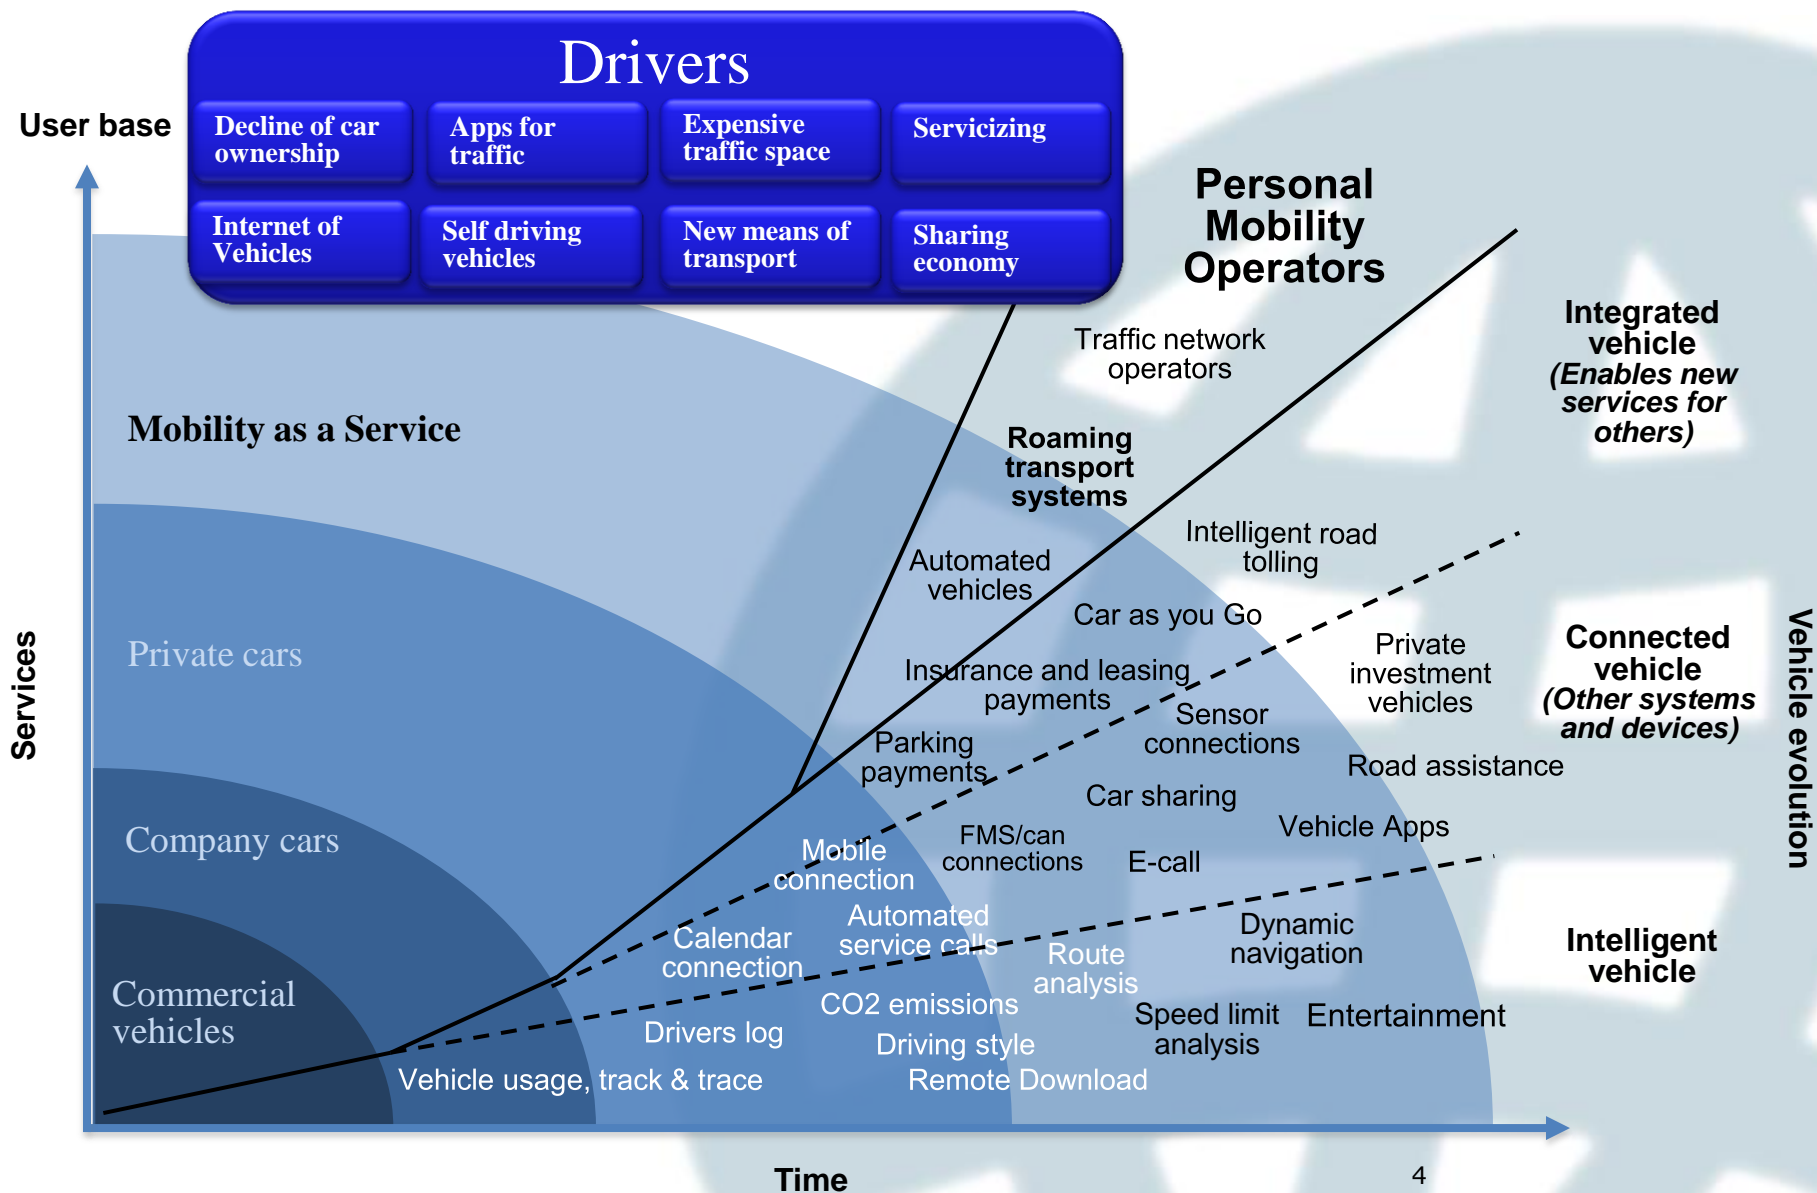 Drivers
User base
Decline of car
ownership
Apps for
traffic
Expensive
traffic space
Servicizing
Internet of
Vehicles
Self driving
vehicles
New means of
transport
Sharing
economy
Personal
Mobility
Operators
Traffic network
operators
Integrated
vehicle
(Enables new
services for
others)
Mobility as a Service
Roaming
transport
systems
Intelligent road
tolling
Automated
vehicles
Car as you Go
Private cars
Insurance and leasing
payments
Private
investment
vehicles
Connected
vehicle
(Other systems
and devices)
Services
Vehicle evolution
Sensor
connections
Parking
payments
Road assistance
Car sharing
Company cars
Mobile
connection
FMS/can
connections
E-call
Vehicle Apps
Calendar
connection
Automated
service calls
Route
analysis
Dynamic
navigation
Intelligent
vehicle
Commercial
vehicles
CO2 emissions
Drivers log
Driving style
Speed limit
analysis
Entertainment
Vehicle usage, track & trace
Remote Download
Time
4